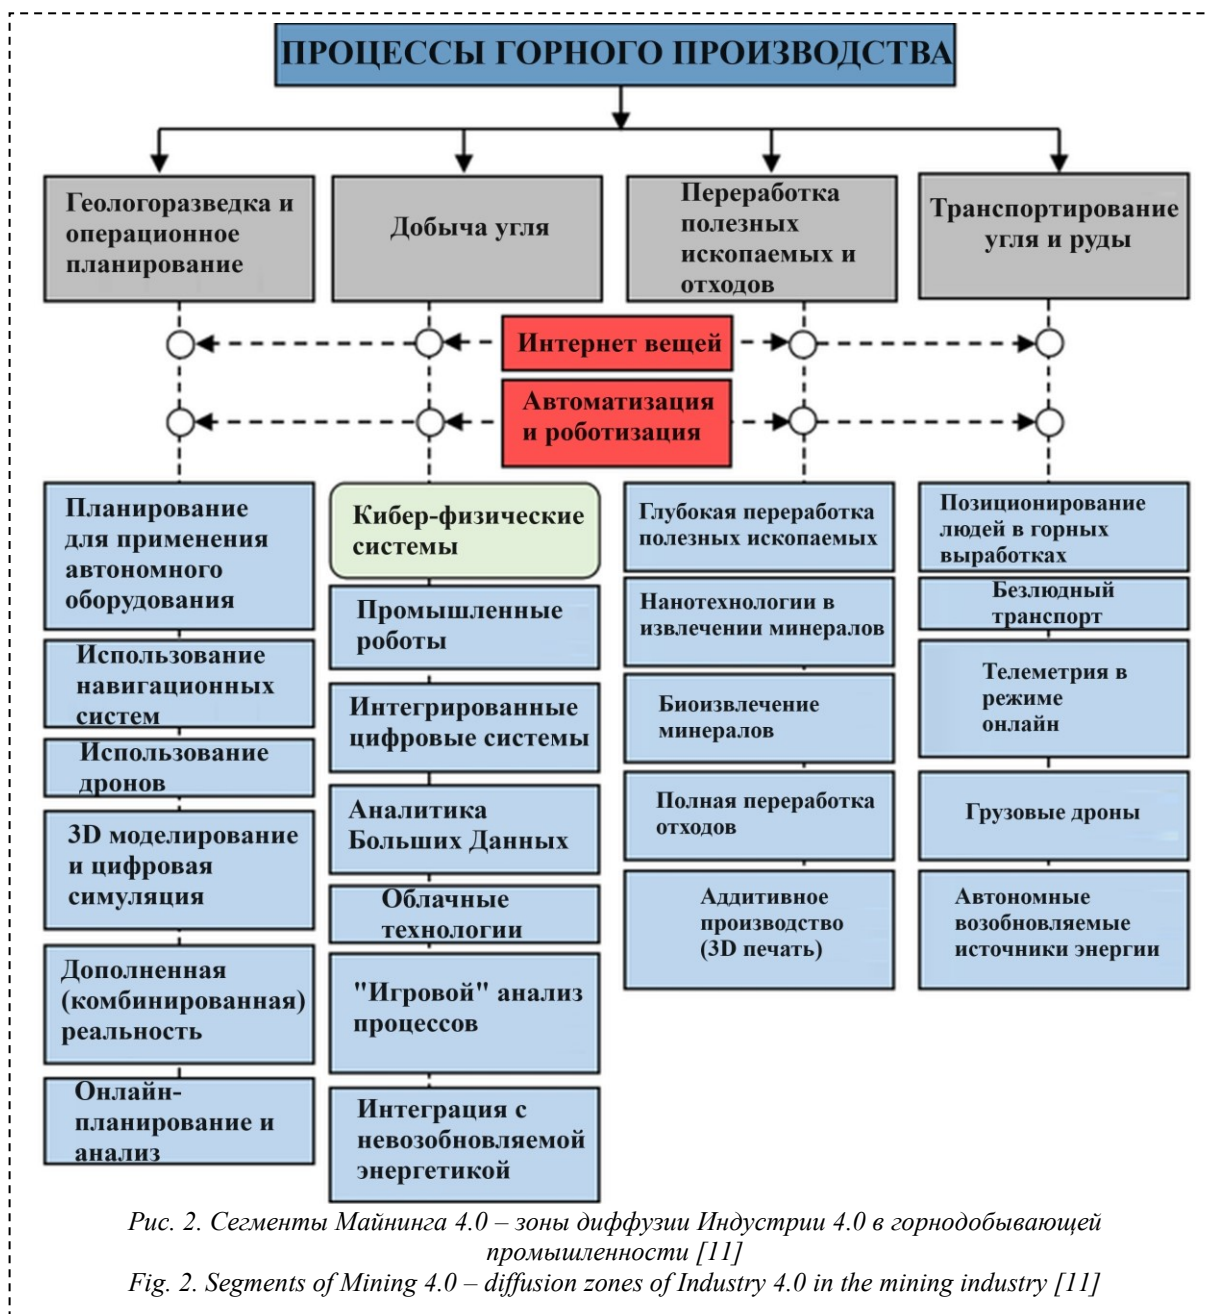 ПРОЦЕССЫ ГОРНОГО ПРОИЗВОДСТВА
Геологоразведка и
операционное
планирование
Добыча угля
Переработка
полезных
ископаемых и
отходов
Транспортирование
угля и руды
Интернет вещей
Автоматизация
и роботизация
Планирование
для применения
автономного
оборудования
Использование
навигационных
систем
Использование
дронов
3D моделирование
и цифровая
симуляция
Дополненная
(комбинированная)
реальность
Онлайн-
планирование и
анализ
Кибер-физические
системы
Промышленные
роботы
Интегрированные
цифровые системы
Аналитика
Больших Данных
Облачные
технологии
"Игровой" анализ
процессов
Интеграция с
невозобновляемой
энергетикой
Глубокая переработка
полезных ископаемых
Нанотехнологии в
извлечении минералов
Биоизвлечение
минералов
Полная переработка
отходов
Аддитивное
производство
(3D печать)
Позиционирование
людей в горных
выработках
Безлюдный
транспорт
Телеметрия в
режиме
онлайн
Грузовые дроны
Автономные
возобновляемые
источники энергии
Рис. 2. Сегменты Майнинга 4.0 – зоны диффузии Индустрии 4.0 в горнодобывающей
промышленности [11]
Fig. 2. Segments of Mining 4.0 – diffusion zones of Industry 4.0 in the mining industry [11]